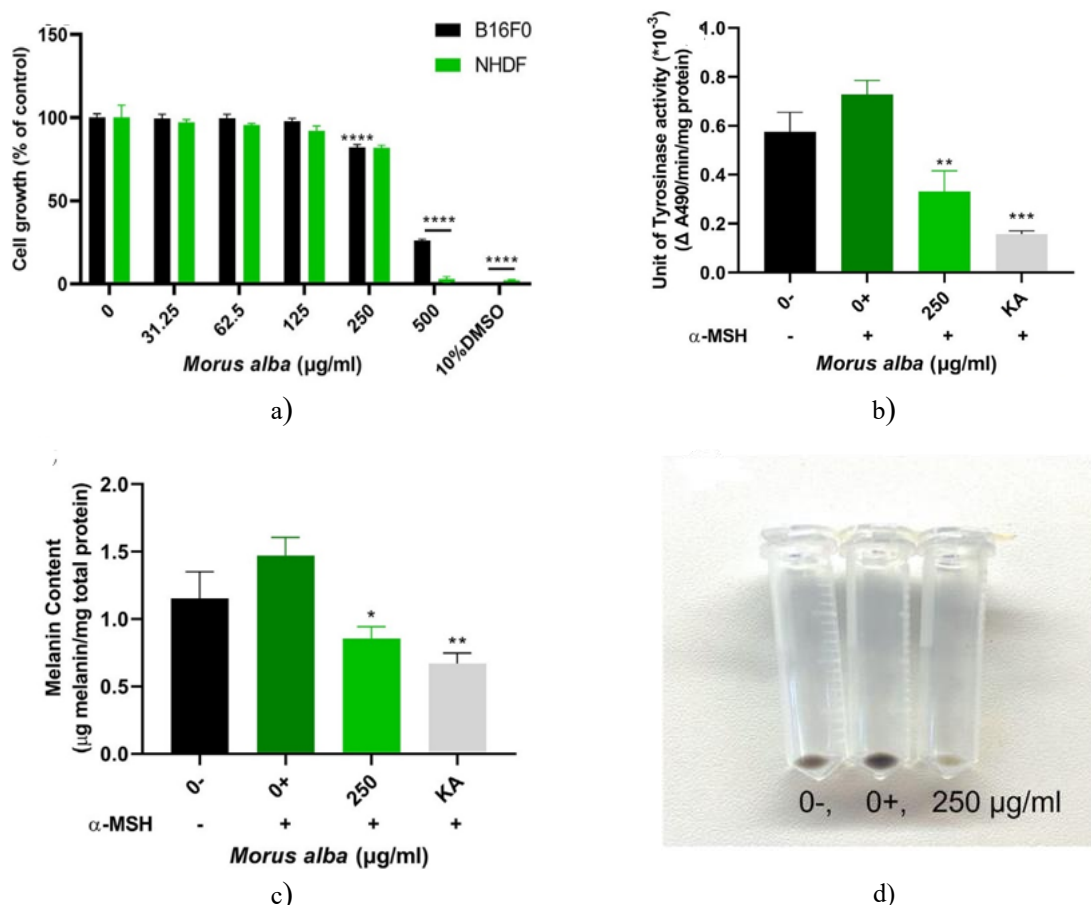 150
100
50
0
Cell growth (% of control)
B16F0
NHDF
****
****
****
0
31.25
62.5
125
250
500
10%DMSO
Morus alba (µg/ml)
a)
1.0
0.8
0.6
0.4
0.2
0.0
Unit of Tyrosinase activity (*10⁻³)
(Δ A490/min/mg protein)
**
***
0-
0+
250
KA
α-MSH - + + +
Morus alba (µg/ml)
b)
2.0
1.5
1.0
0.5
0.0
Melanin Content
(µg melanin/mg total protein)
*
**
0-
0+
250
KA
α-MSH - + + +
Morus alba (µg/ml)
c)
0-, 0+, 250 µg/ml
d)